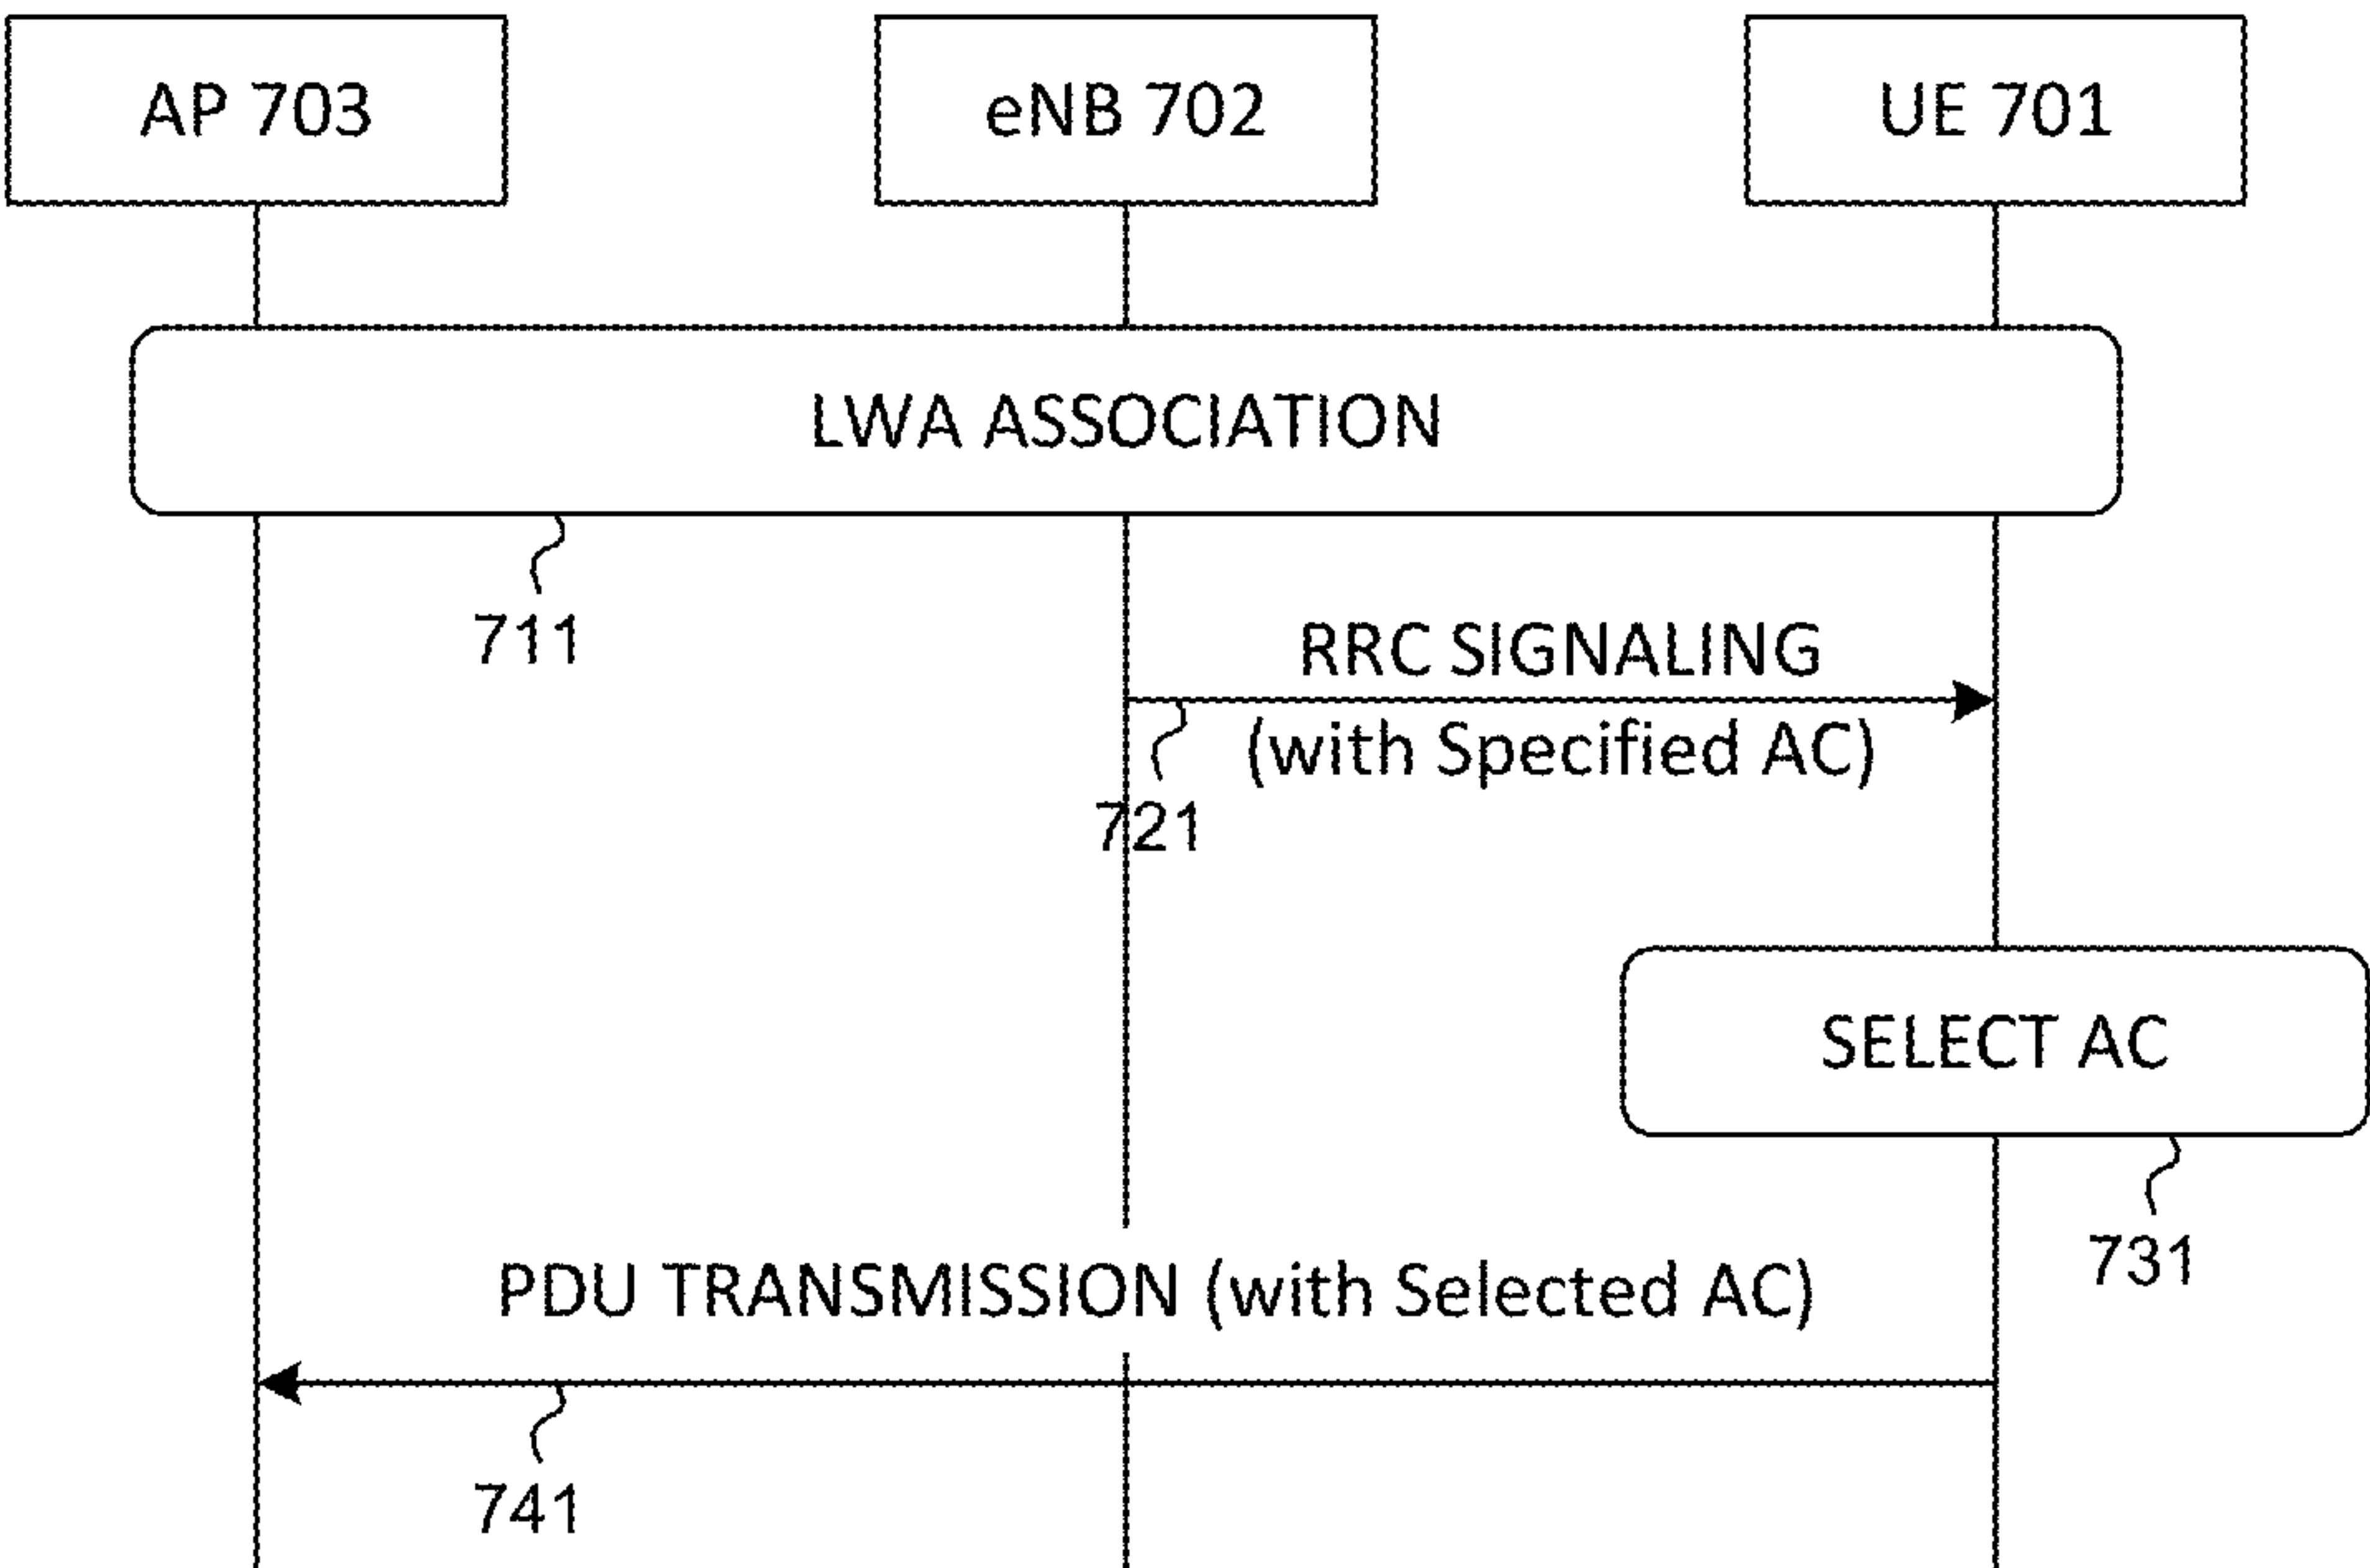 AP 703
eNB 702
UE 701
LWA ASSOCIATION
711
RRC SIGNALING
(with Specified AC)
721
SELECT AC
731
PDU TRANSMISSION (with Selected AC)
741